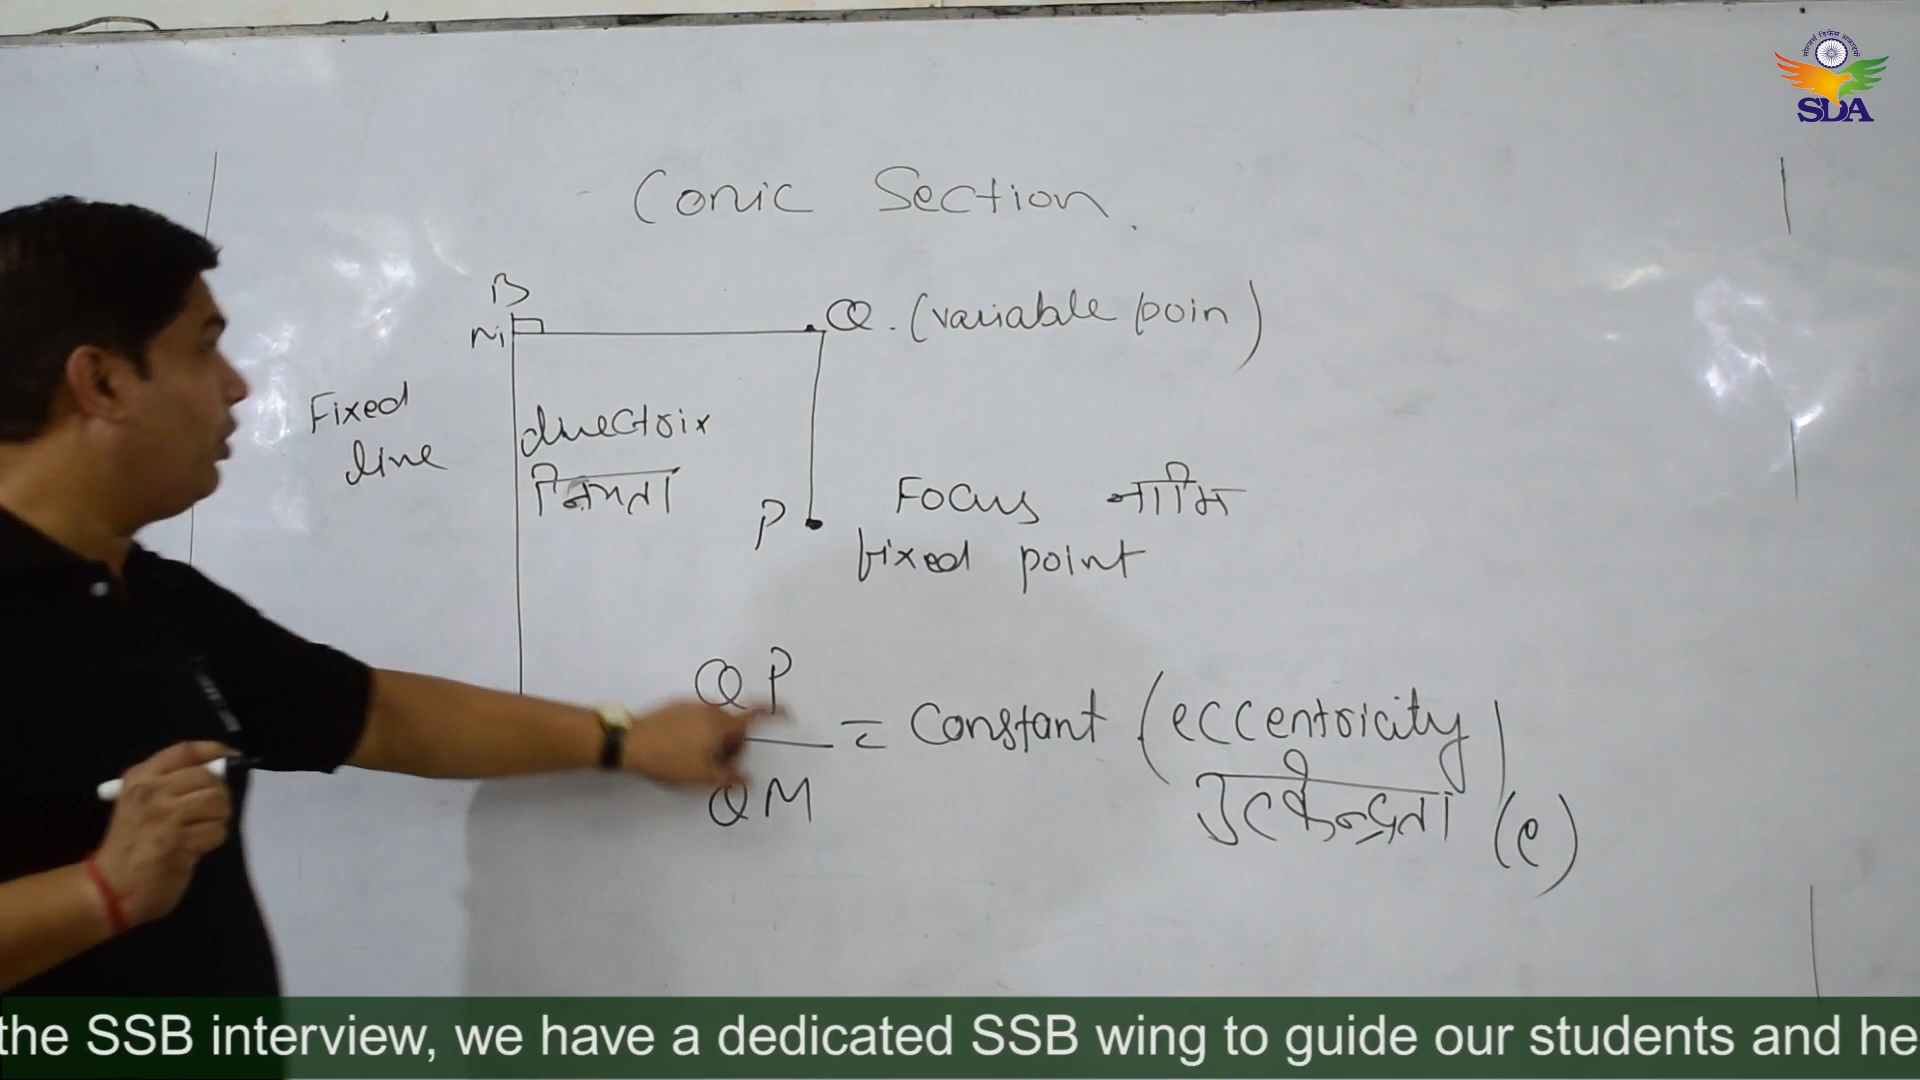 SDA
Conic Section
B
M
Q. (variable poin)
Fixed
line
directrix
नियता
P
Focus नाभि
fixed point
QP
= Constant (eccentricity)
QM
उत्केन्द्रता (e)
the SSB interview, we have a dedicated SSB wing to guide our students and he